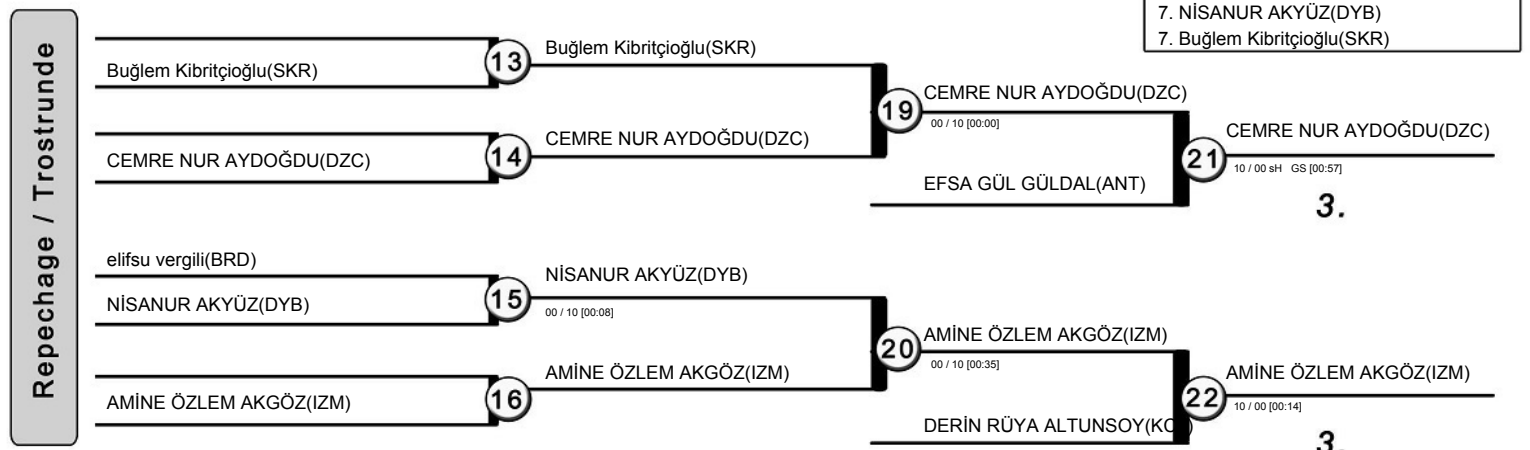 Repechage / Trostrunde
7. NİSANUR AKYÜZ(DYB)
7. Buğlem Kibritçioğlu(SKR)
Buğlem Kibritçioğlu(SKR)
13
Buğlem Kibritçioğlu(SKR)
CEMRE NUR AYDOĞDU(DZC)
14
CEMRE NUR AYDOĞDU(DZC)
19
CEMRE NUR AYDOĞDU(DZC)
00 / 10 [00:00]
EFSA GÜL GÜLDAL(ANT)
21
CEMRE NUR AYDOĞDU(DZC)
10 / 00 sH GS [00:57]
3.
elifsu vergili(BRD)
NİSANUR AKYÜZ(DYB)
15
NİSANUR AKYÜZ(DYB)
00 / 10 [00:08]
AMİNE ÖZLEM AKGÖZ(IZM)
16
AMİNE ÖZLEM AKGÖZ(IZM)
20
AMİNE ÖZLEM AKGÖZ(IZM)
00 / 10 [00:35]
DERİN RÜYA
22
AMİNE ÖZLEM AKGÖZ(IZM)
10 / 00 [00:14]
3.